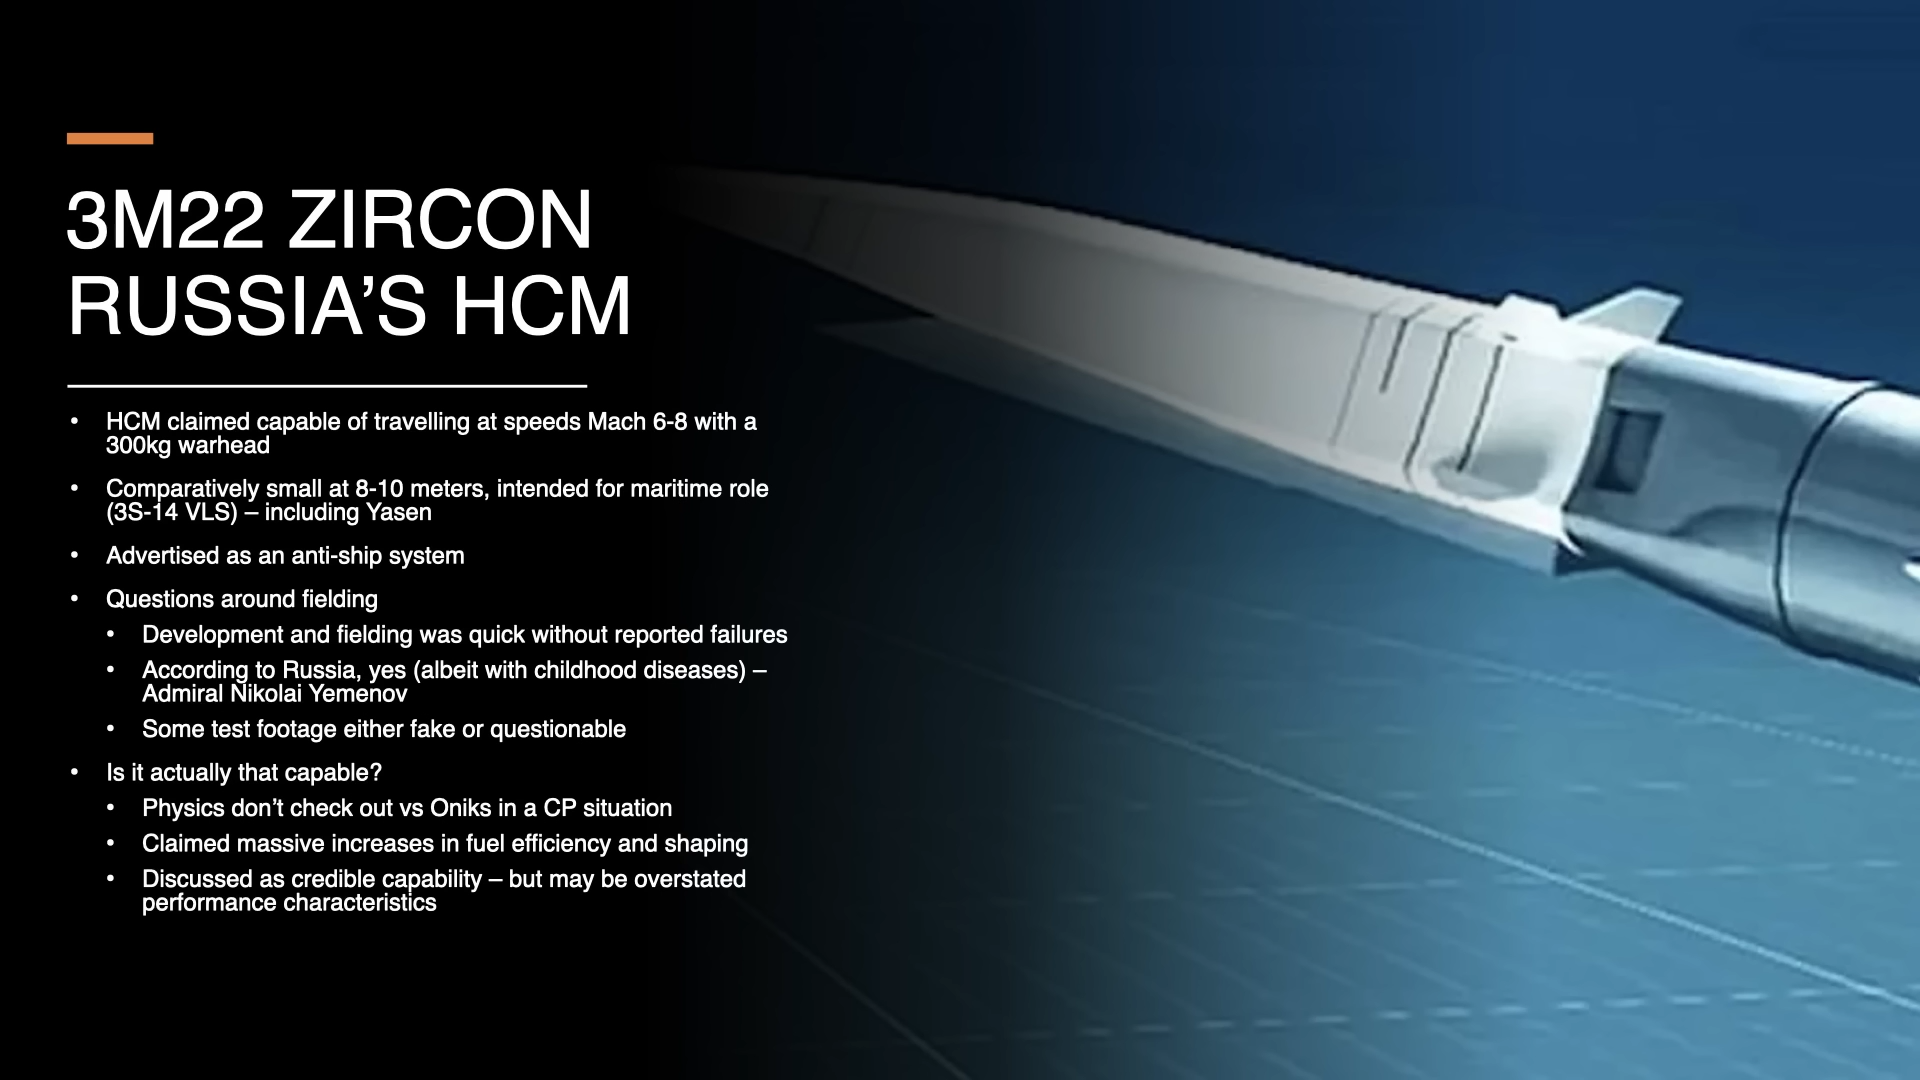 3M22 ZIRCON
RUSSIA’S HCM
• HCM claimed capable of travelling at speeds Mach 6-8 with a
300kg warhead
• Comparatively small at 8-10 meters, intended for maritime role
(3S-14 VLS) – including Yasen
• Advertised as an anti-ship system
• Questions around fielding
• Development and fielding was quick without reported failures
• According to Russia, yes (albeit with childhood diseases) –
Admiral Nikolai Yemenov
• Some test footage either fake or questionable
• Is it actually that capable?
• Physics don’t check out vs Oniks in a CP situation
• Claimed massive increases in fuel efficiency and shaping
• Discussed as credible capability – but may be overstated
performance characteristics